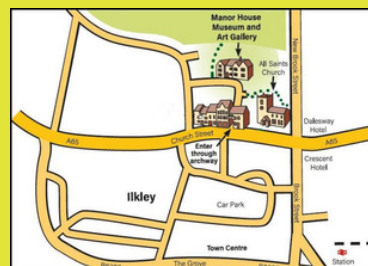 Manor House
Museum and
Art Gallery
All Saints
Church
New Brook Street
Dalesway
Hotel
A65
Church Street
A65
Enter
through
archway
Crescent
Hotell
Ilkley
Car Park
Brook Street
Town Centre
The Grove
Station